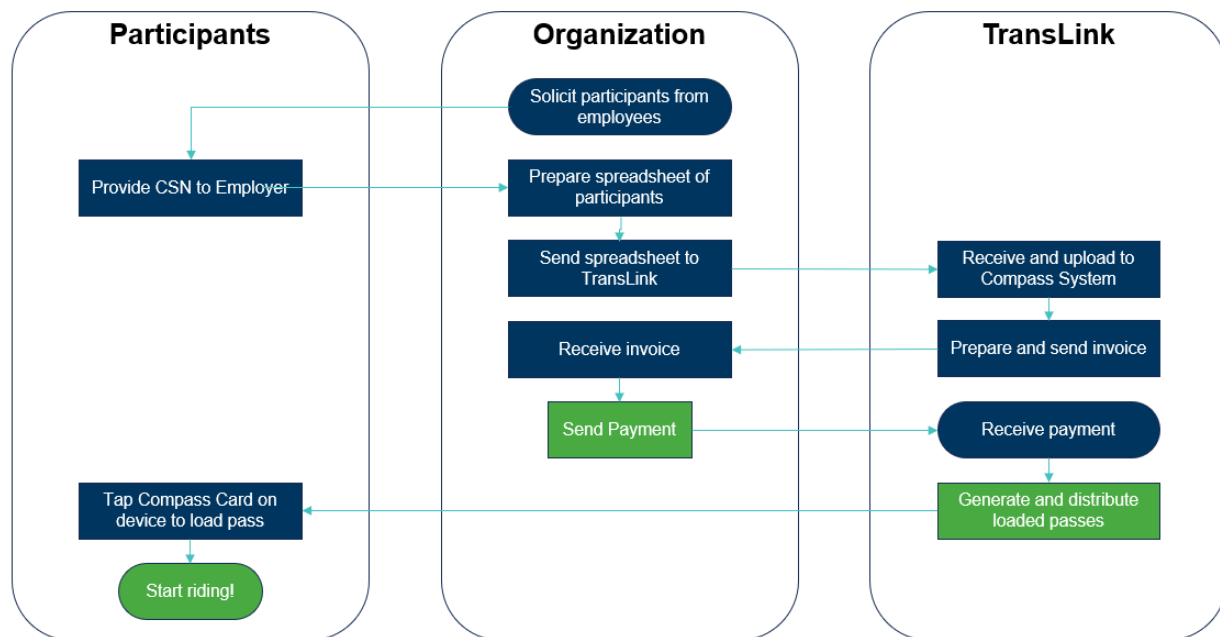 Participants
Organization
TransLink
Solicit participants from
employees
Provide CSN to Employer
Prepare spreadsheet of
participants
Send spreadsheet to
TransLink
Receive and upload to
Compass System
Receive invoice
Prepare and send invoice
Send Payment
Receive payment
Tap Compass Card on
device to load pass
Generate and distribute
loaded passes
Start riding!